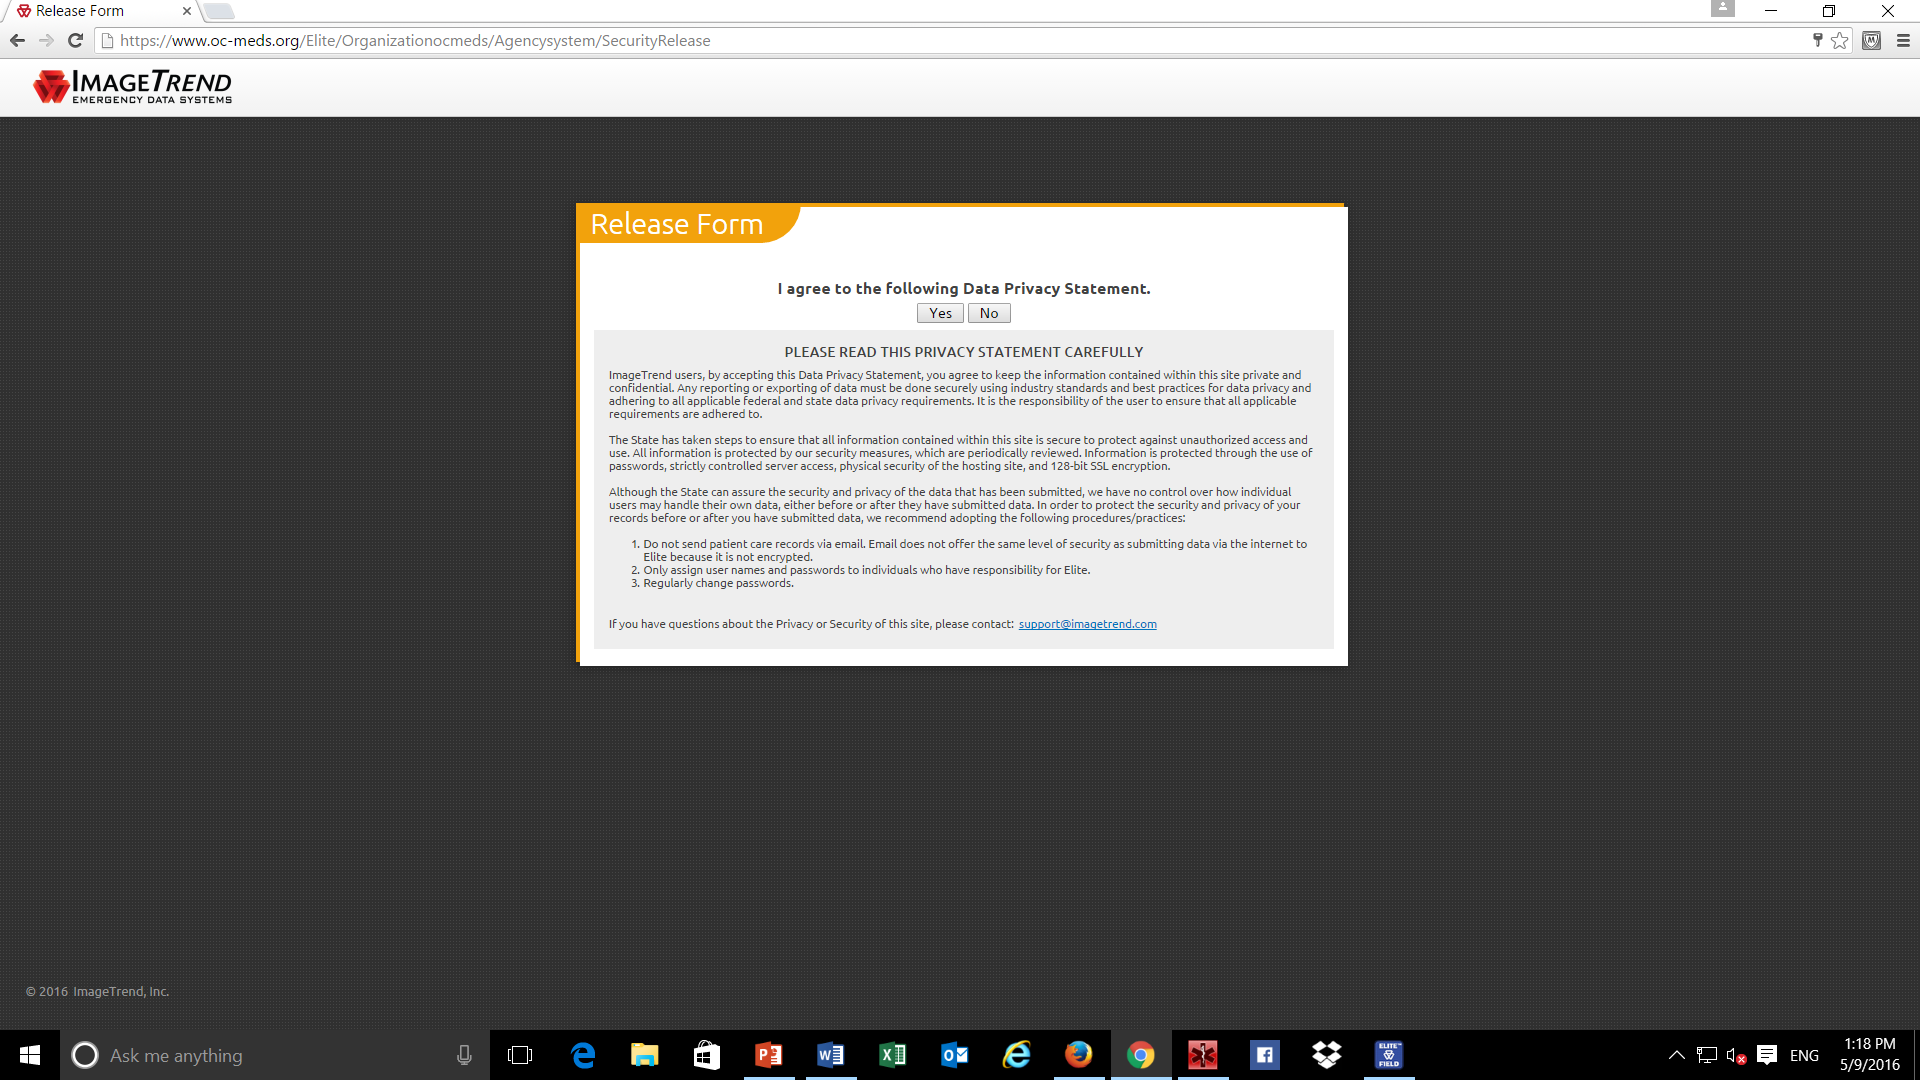 Release Form
https://www.oc-meds.org/Elite/Organizationocmeds/Agencysystem/SecurityRelease
IMAGETREND
EMERGENCY DATA SYSTEMS
Release Form
I agree to the following Data Privacy Statement.
Yes No
PLEASE READ THIS PRIVACY STATEMENT CAREFULLY
ImageTrend users, by accepting this Data Privacy Statement, you agree to keep the information contained within this site private and
confidential. Any reporting or exporting of data must be done securely using industry standards and best practices for data privacy and
adhering to all applicable federal and state data privacy requirements. It is the responsibility of the user to ensure that all applicable
requirements are adhered to.
The State has taken steps to ensure that all information contained within this site is secure to protect against unauthorized access and
use. All information is protected by our security measures, which are periodically reviewed. Information is protected through the use of
passwords, strictly controlled server access, physical security of the hosting site, and 128-bit SSL encryption.
Although the State can assure the security and privacy of the data that has been submitted, we have no control over how individual
users may handle their own data, either before or after they have submitted data. In order to protect the security and privacy of your
records before or after you have submitted data, we recommend adopting the following procedures/practices:
1. Do not send patient care records via email. Email does not offer the same level of security as submitting data via the internet to
Elite because it is not encrypted.
2. Only assign user names and passwords to individuals who have responsibility for Elite.
3. Regularly change passwords.
If you have questions about the Privacy or Security of this site, please contact: support@imagetrend.com
© 2016 ImageTrend, Inc.
Ask me anything
ELITE
FIELD
ENG
1:18 PM
5/9/2016